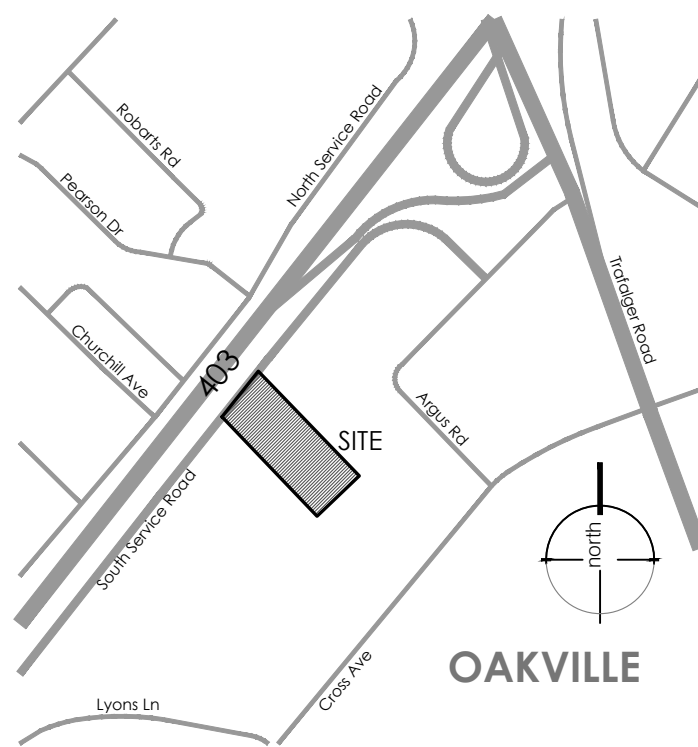 Robarts Rd
North Service Road
Pearson Dr
Trafalger Road
Churchill Ave
403
Argus Rd
SITE
South Service Road
north
OAKVILLE
Cross Ave
Lyons Ln